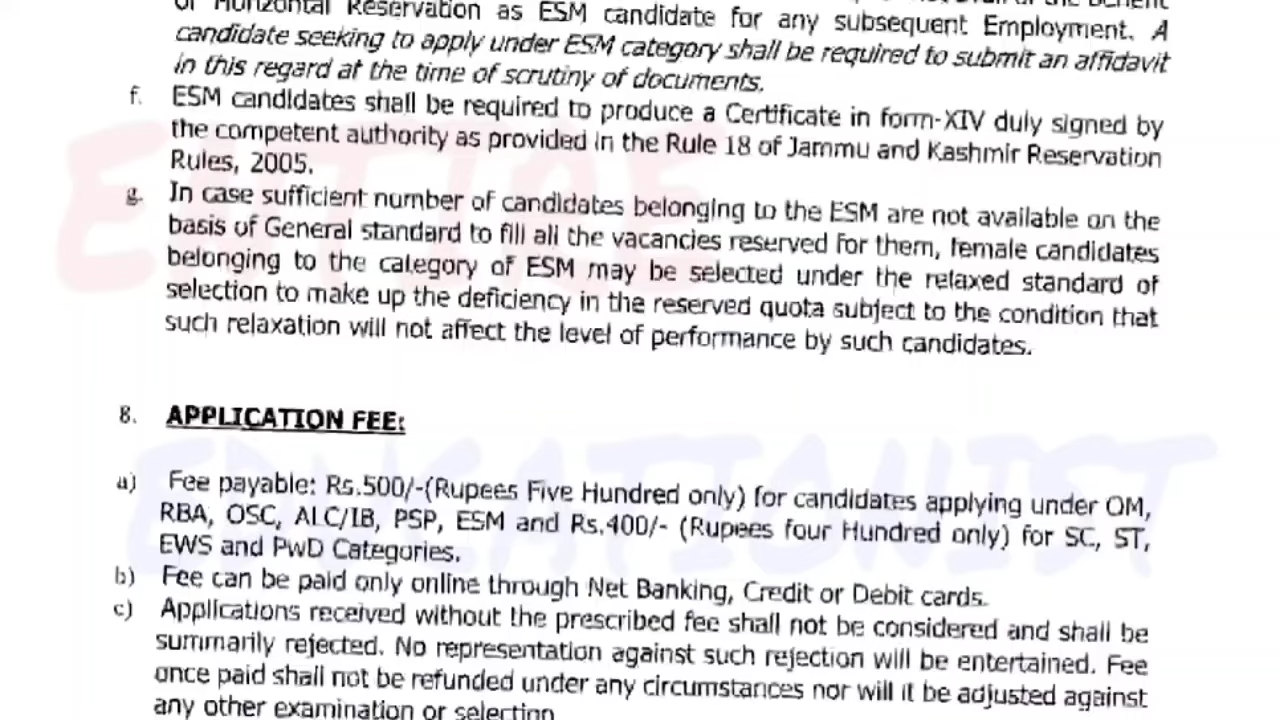 of Horizontal Reservation as ESM candidate for any subsequent Employment. A
candidate seeking to apply under ESM category shall be required to submit an affidavit
in this regard at the time of scrutiny of documents.
f. ESM candidates shall be required to produce a Certificate in form-XIV duly signed by
the competent authority as provided in the Rule 18 of Jammu and Kashmir Reservation
Rules, 2005.
g. In case sufficient number of candidates belonging to the ESM are not available on the
basis of General standard to fill all the vacancies reserved for them, female candidates
belonging to the category of ESM may be selected under the relaxed standard of
selection to make up the deficiency in the reserved quota subject to the condition that
such relaxation will not affect the level of performance by such candidates.
8. APPLICATION FEE:
a) Fee payable: Rs.500/-(Rupees Five Hundred only) for candidates applying under OM,
RBA, OSC, ALC/IB, PSP, ESM and Rs.400/- (Rupees four Hundred only) for SC, ST,
EWS and PwD Categories.
b) Fee can be paid only online through Net Banking, Credit or Debit cards.
c) Applications received without the prescribed fee shall not be considered and shall be
summarily rejected. No representation against such rejection will be entertained. Fee
once paid shall not be refunded under any circumstances nor will it be adjusted against
any other examination or selection
EDUCATIONIST